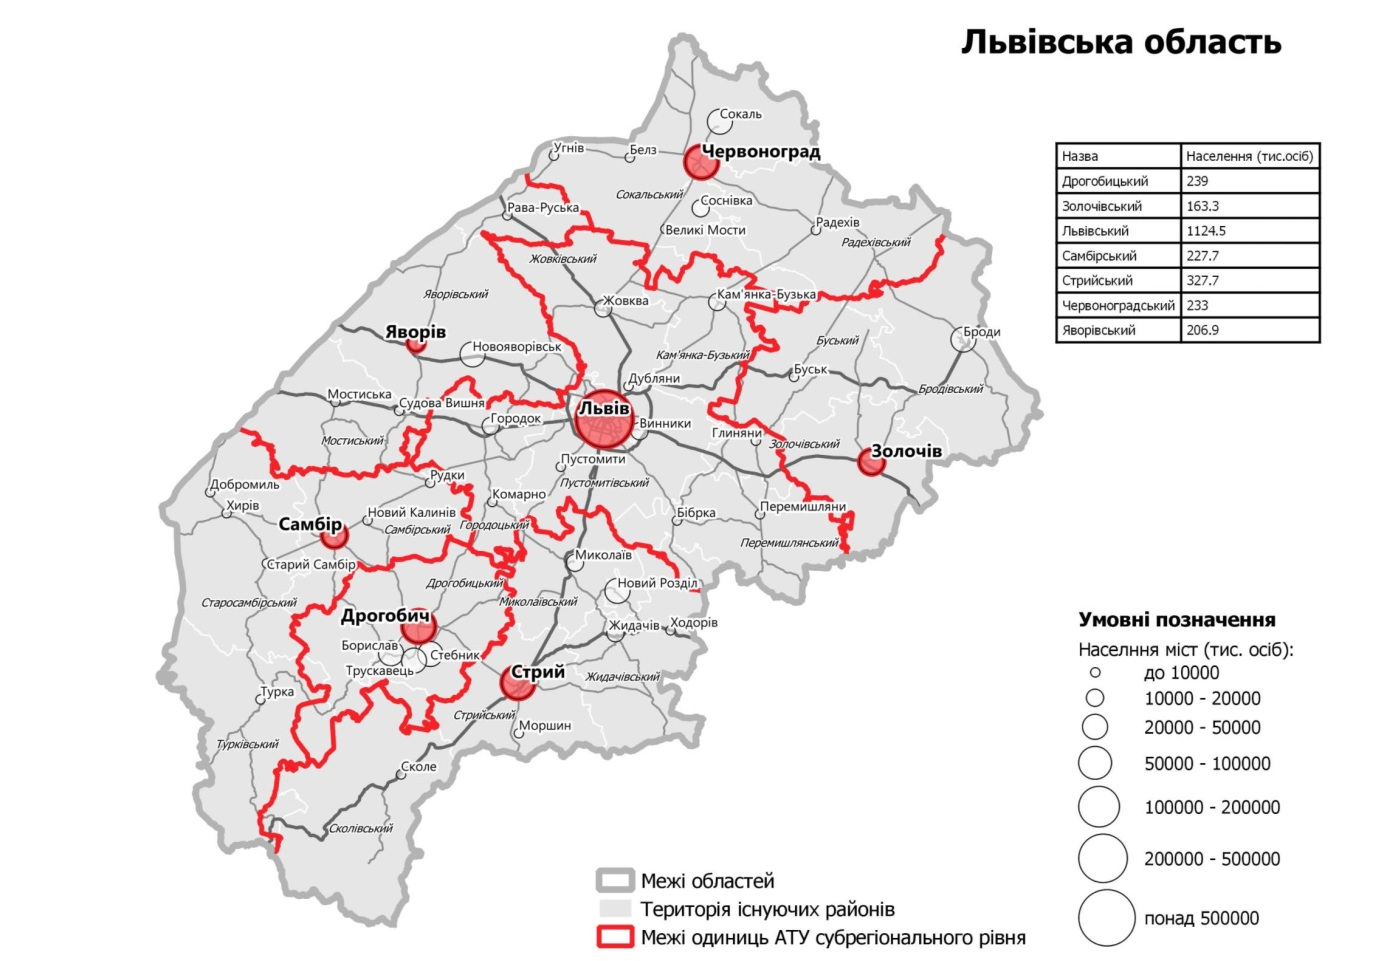 Львівська область
Назва Населення (тис.осіб)
Дрогобицький 239
Золочівський 163.3
Львівський 1124.5
Самбірський 227.7
Стрийський 327.7
Червоноградський 233
Яворівський 206.9
Сокаль
Червоноград
Угнів
Белз
Сокальський
Соснівка
Рава-Руська
Великі Мости
Радехів
Радехівський
Жовківський
Яворівський
Жовква
Кам'янка-Бузька
Яворів
Новояворівськ
Буський
Броди
Кам'янка-Бузький
Дубляни
Буськ
Бродівський
Мостиська
Судова Вишня
Львів
Городок
Винники
Глиняни
Мостиський
Золочівський
Золочів
Пустомити
Рудки
Пустомитівський
Добромиль
Комарно
Хирів
Новий Калинів
Бібрка
Перемишляни
Самбір
Самбірський
Городоцький
Перемишлянський
Миколаїв
Старий Самбір
Дрогобицький
Новий Розділ
Старосамбірський
Миколаївський
Дрогобич
Жидачів
Ходорів
Борислав
Стебник
Трускавець
Стрий
Жидачівський
Турка
Стрийський
Моршин
Турківський
Сколе
Сколівський
Умовні позначення
Населння міст (тис. осіб):
до 10000
10000 - 20000
20000 - 50000
50000 - 100000
100000 - 200000
200000 - 500000
понад 500000
Межі областей
Територія існуючих районів
Межі одиниць АТУ субрегіонального рівня